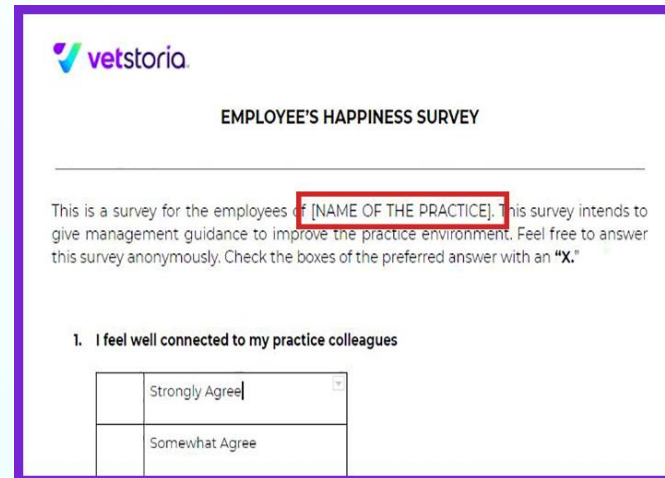 vetstoria.
EMPLOYEE'S HAPPINESS SURVEY
This is a survey for the employees of [NAME OF THE PRACTICE]. This survey intends to
give management guidance to improve the practice environment. Feel free to answer
this survey anonymously. Check the boxes of the preferred answer with an “X.”
1. I feel well connected to my practice colleagues
Strongly Agree
Somewhat Agree